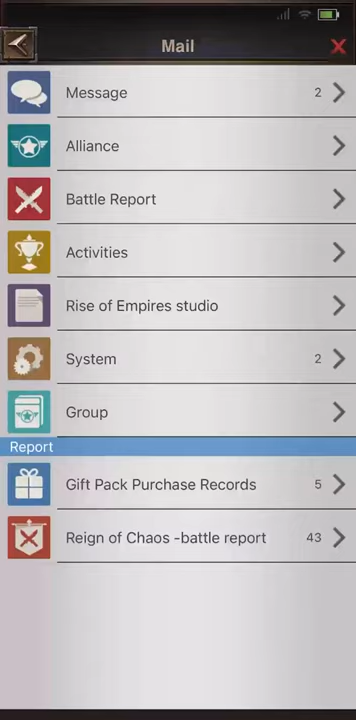 Mail
Message 2
Alliance
Battle Report
Activities
Rise of Empires studio
System 2
Group
Report
Gift Pack Purchase Records 5
Reign of Chaos -battle report 43